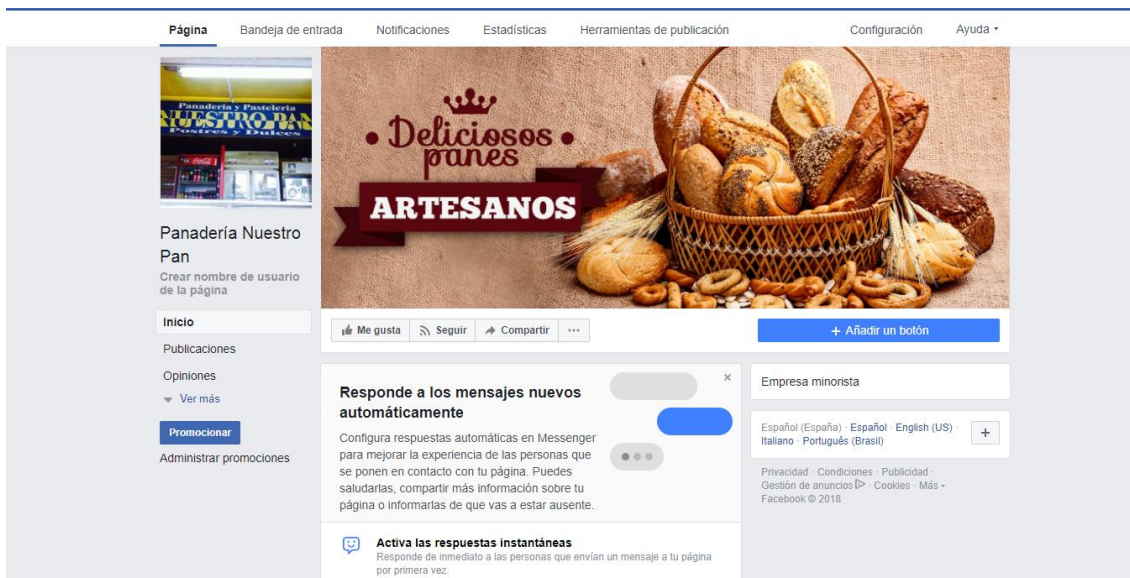 Página Bandeja de entrada Notificaciones Estadísticas Herramientas de publicación Configuración Ayuda
Panadería y Pastelería
NUESTRO PAN
Postres y Dulces
Deliciosos
panes
ARTESANOS
Panadería Nuestro
Pan
Crear nombre de usuario
de la página
Inicio
Publicaciones
Opiniones
Ver más
Promocionar
Administrar promociones
Me gusta Seguir Compartir ...
+ Añadir un botón
Responde a los mensajes nuevos
automáticamente
Configura respuestas automáticas en Messenger
para mejorar la experiencia de las personas que
se ponen en contacto con tu página. Puedes
saludarlas, compartir más información sobre tu
página o informarlas de que vas a estar ausente.
Activa las respuestas instantáneas
Responde de inmediato a las personas que envían un mensaje a tu página
por primera vez.
Empresa minorista
Español (España) · Español · English (US) ·
Italiano · Português (Brasil)
Privacidad · Condiciones · Publicidad ·
Gestión de anuncios · Cookies · Más
Facebook © 2018